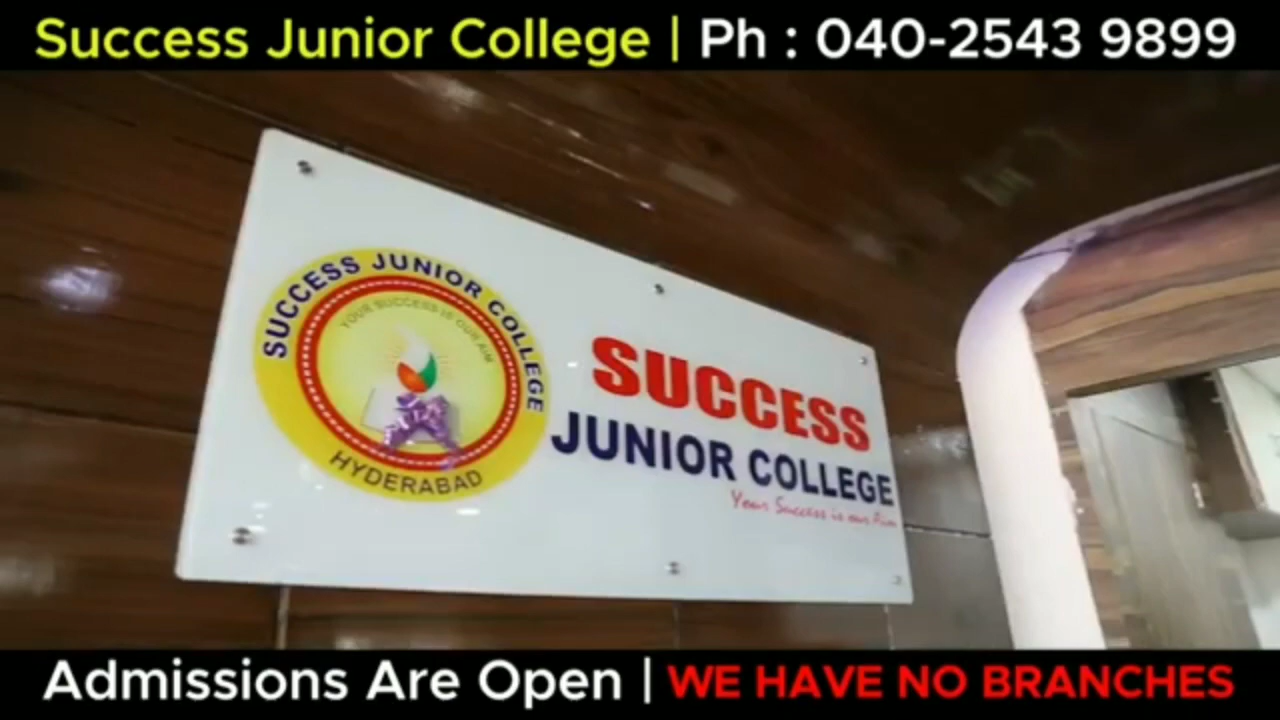 Success Junior College | Ph : 040-2543 9899
SUCCESS JUNIOR COLLEGE
YOUR SUCCESS IS OUR AIM
HYDERABAD
SUCCESS
JUNIOR COLLEGE
Your Success is our Aim
Admissions Are Open | WE HAVE NO BRANCHES